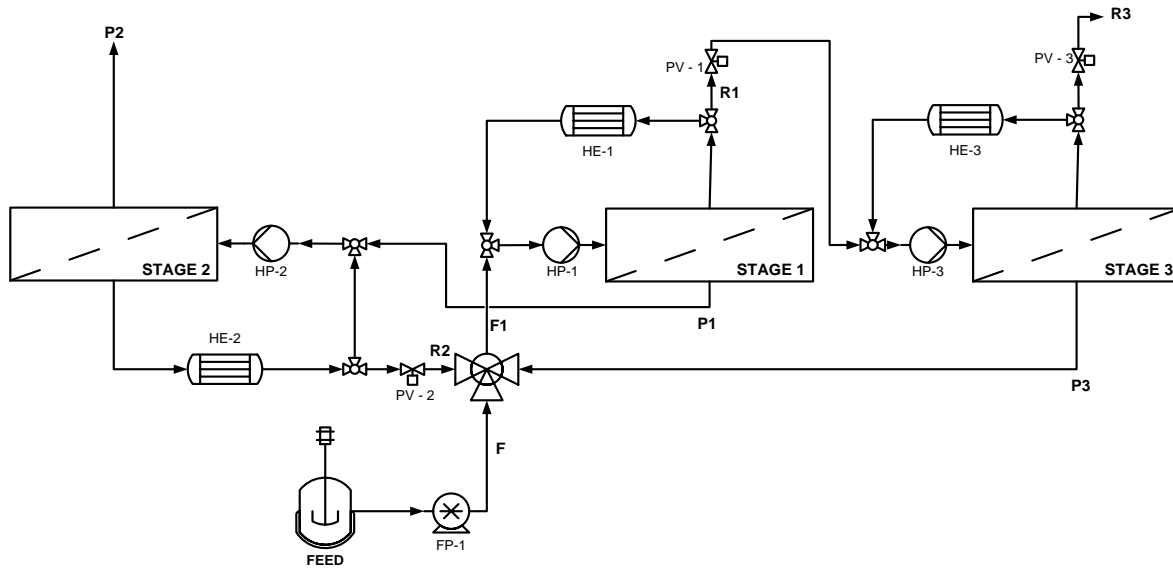 R3
P2
PV - 1
PV - 3
R1
HE-1
HE-3
STAGE 2
HP-2
HP-1
STAGE 1
HP-3
STAGE 3
F1
P1
HE-2
R2
PV - 2
P3
F
FEED
FP-1